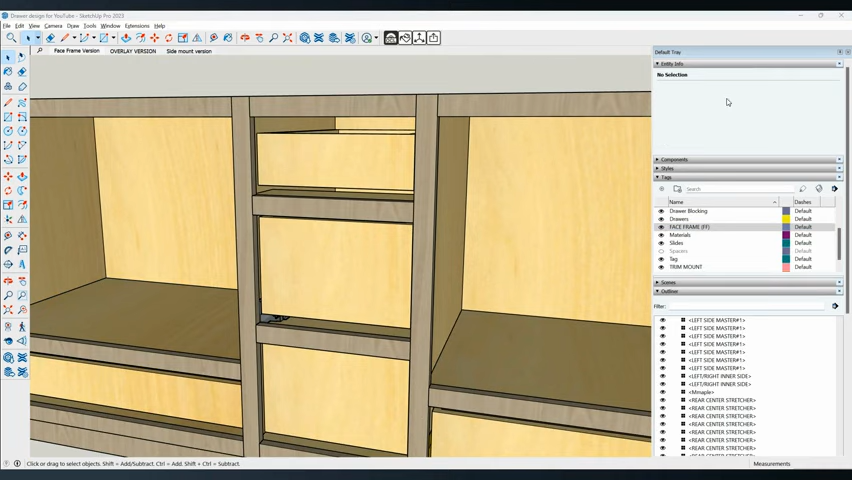 Drawer design for YouTube* - SketchUp Pro 2023
File Edit View Camera Draw Tools Window Extensions Help
Face Frame Version OVERLAY VERSION Side mount version
Default Tray
Entity Info
No Selection
Components
Styles
Tags
Search
Name Dashes
Drawer Blocking Default
Drawers Default
FACE FRAME (FF) Default
Materials Default
Slides Default
Spacers Default
Tag Default
TRIM MOUNT Default
Scenes
Outliner
Filter:
<LEFT SIDE MASTER#1>
<LEFT SIDE MASTER#1>
<LEFT SIDE MASTER#1>
<LEFT SIDE MASTER#1>
<LEFT SIDE MASTER#1>
<LEFT SIDE MASTER#1>
<LEFT SIDE MASTER#1>
<LEFT/RIGHT INNER SIDE>
<LEFT/RIGHT INNER SIDE>
<Mmaple>
<REAR CENTER STRETCHER>
<REAR CENTER STRETCHER>
<REAR CENTER STRETCHER>
<REAR CENTER STRETCHER>
<REAR CENTER STRETCHER>
<REAR CENTER STRETCHER>
<REAR CENTER STRETCHER>
Click or drag to select objects. Shift = Add/Subtract. Ctrl = Add. Shift + Ctrl = Subtract.
Measurements